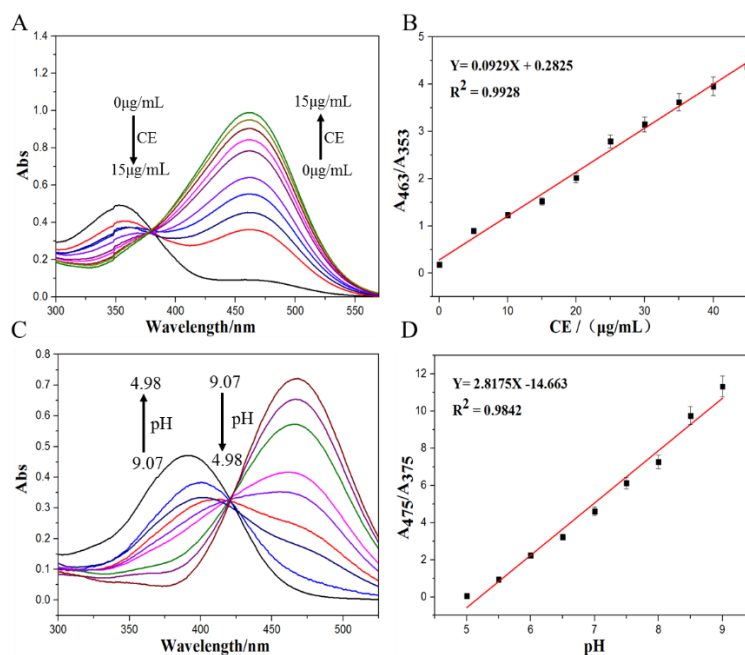 A
1.4
1.2
1.0
0.8
0.6
0.4
0.2
0.0
Abs
0μg/mL
CE
15μg/mL
15μg/mL
CE
0μg/mL
300 350 400 450 500 550
Wavelength/nm
B
5
4
3
2
1
0
A463/A353
Y= 0.0929X + 0.2825
R2 = 0.9928
0 10 20 30 40
CE /（μg/mL）
C
0.8
0.7
0.6
0.5
0.4
0.3
0.2
0.1
0.0
Abs
4.98
pH
9.07
9.07
pH
4.98
300 350 400 450 500
Wavelength/nm
D
12
10
8
6
4
2
0
A475/A375
Y= 2.8175X -14.663
R2 = 0.9842
5 6 7 8 9
pH